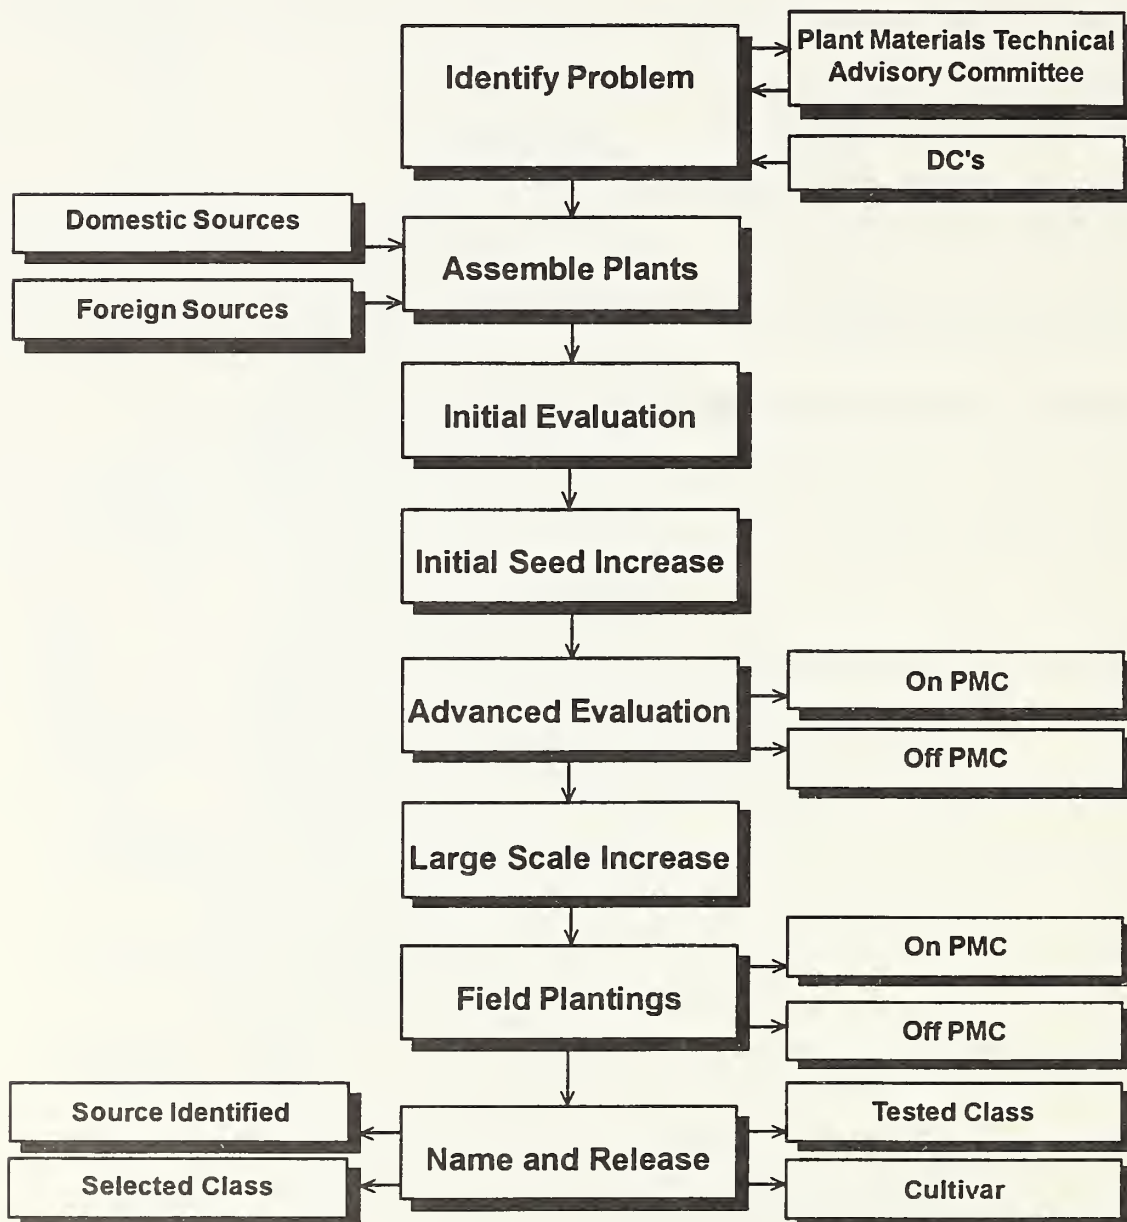 Identify Problem
Plant Materials Technical
Advisory Committee
DC's
Domestic Sources
Foreign Sources
Assemble Plants
Initial Evaluation
Initial Seed Increase
Advanced Evaluation
On PMC
Off PMC
Large Scale Increase
Field Plantings
On PMC
Off PMC
Source Identified
Selected Class
Name and Release
Tested Class
Cultivar